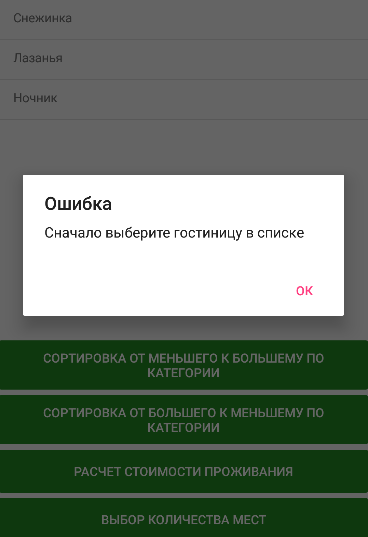 Снежинка
Лазанья
Ночник
Ошибка
Сначало выберите гостиницу в списке
ОК
СОРТИРОВКА ОТ МЕНЬШЕГО К БОЛЬШЕМУ ПО
КАТЕГОРИИ
СОРТИРОВКА ОТ БОЛЬШЕГО К МЕНЬШЕМУ ПО
КАТЕГОРИИ
РАСЧЕТ СТОИМОСТИ ПРОЖИВАНИЯ
ВЫБОР КОЛИЧЕСТВА МЕСТ